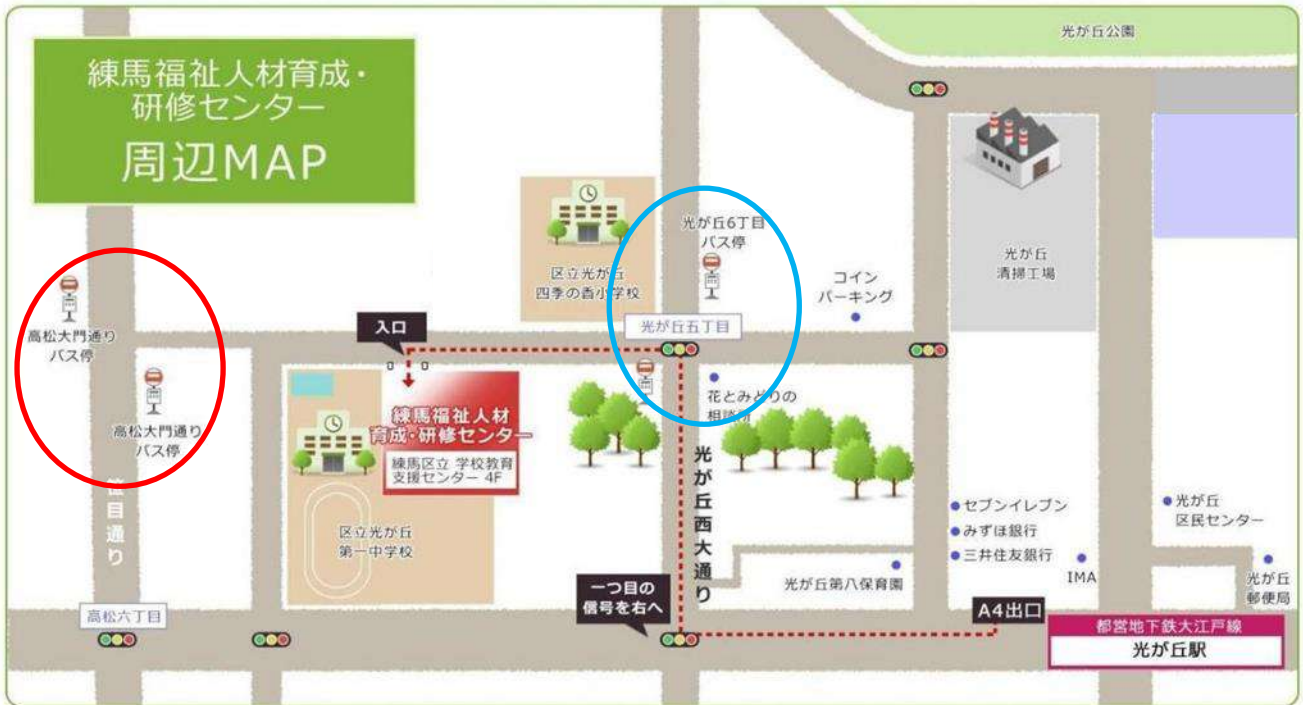 練馬福祉人材育成・
研修センター
周辺MAP
光が丘公園
光が丘6丁目
バス停
区立光が丘
四季の香小学校
コイン
パーキング
光が丘
清掃工場
高松大門通り
バス停
入口
光が丘五丁目
高松大門通り
バス停
練馬福祉人材
育成・研修センター
練馬区立 学校教育
支援センター 4F
花とみどりの
相談所
笹目通り
区立光が丘
第一中学校
光が丘西大通り
セブンイレブン
みずほ銀行
三井住友銀行
光が丘
区民センター
IMA
光が丘第八保育園
光が丘
郵便局
一つ目の
信号を右へ
A4出口
高松六丁目
都営地下鉄大江戸線
光が丘駅